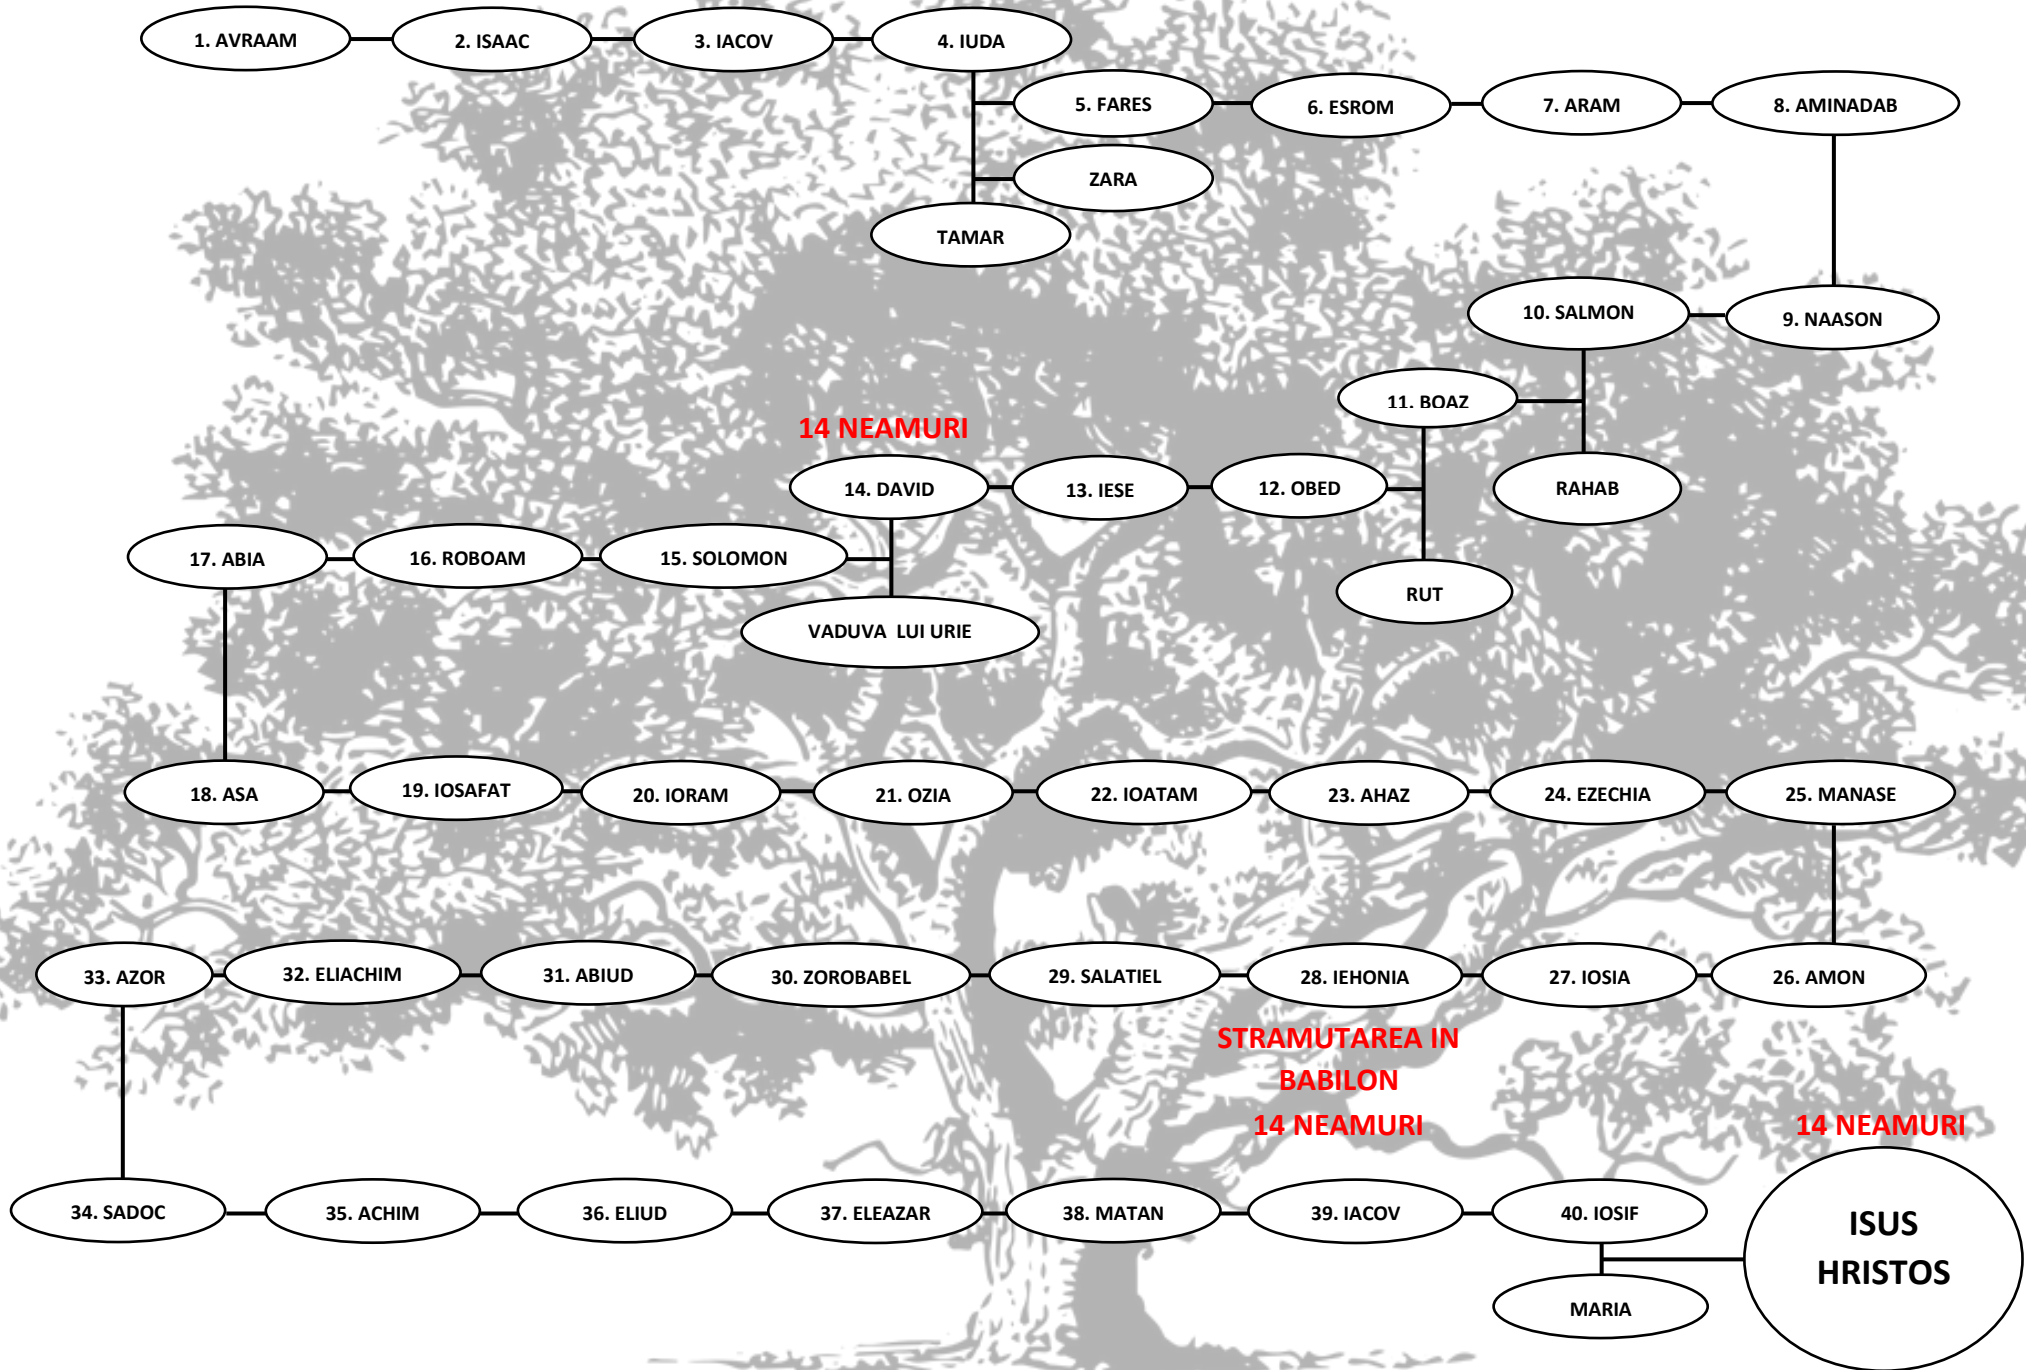 1. AVRAAM
2. ISAAC
3. IACOV
4. IUDA
5. FARES
6. ESROM
7. ARAM
8. AMINADAB
ZARA
TAMAR
9. NAASON
10. SALMON
11. BOAZ
RAHAB
12. OBED
RUT
13. IESE
14 NEAMURI
14. DAVID
15. SOLOMON
VADUVA LUI URIE
16. ROBOAM
17. ABIA
18. ASA
19. IOSAFAT
20. IORAM
21. OZIA
22. IOATAM
23. AHAZ
24. EZECHIA
25. MANASE
26. AMON
27. IOSIA
28. IEHONIA
STRAMUTAREA IN
BABILON
14 NEAMURI
29. SALATIEL
30. ZOROBABEL
31. ABIUD
32. ELIACHIM
33. AZOR
34. SADOC
35. ACHIM
36. ELIUD
37. ELEAZAR
38. MATAN
39. IACOV
40. IOSIF
MARIA
14 NEAMURI
ISUS
HRISTOS